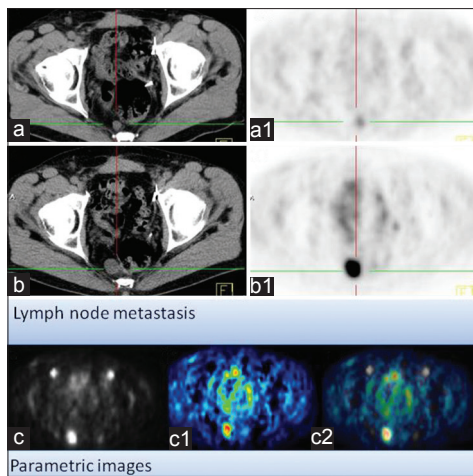 a
a1
b
b1
Lymph node metastasis
c
c1
c2
Parametric images